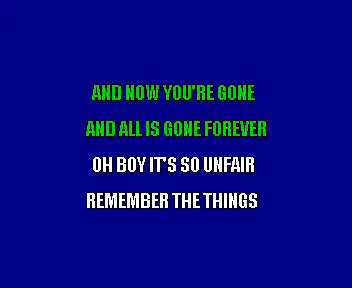 AND NOW YOU'RE GONE
AND ALL IS GONE FOREVER
OH BOY IT'S SO UNFAIR
REMEMBER THE THINGS